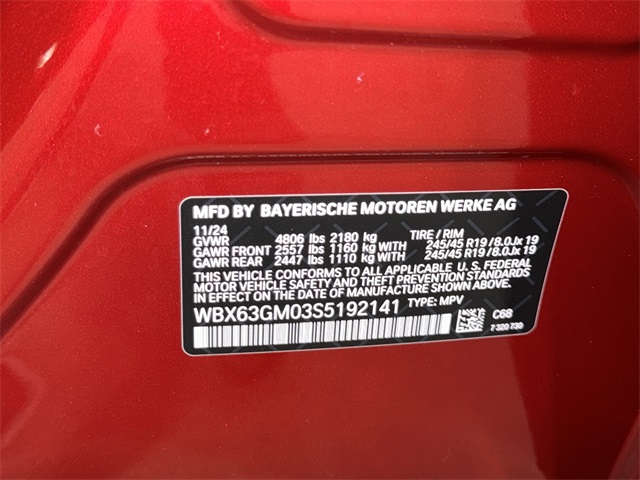 MFD BY BAYERISCHE MOTOREN WERKE AG
11/24 TIRE / RIM
GVWR 4806 lbs 2180 kg
GAWR FRONT 2557 lbs 1160 kg WITH 245/45 R19 /8.0Jx 19
GAWR REAR 2447 lbs 1110 kg WITH 245/45 R19 /8.0Jx 19
THIS VEHICLE CONFORMS TO ALL APPLICABLE U.S. FEDERAL
MOTOR VEHICLE SAFETY AND THEFT PREVENTION STANDARDS
IN EFFECT ON THE DATE OF MANUFACTURE SHOWN ABOVE.
WBX63GM03S5192141 TYPE: MPV
C68
7 320 730